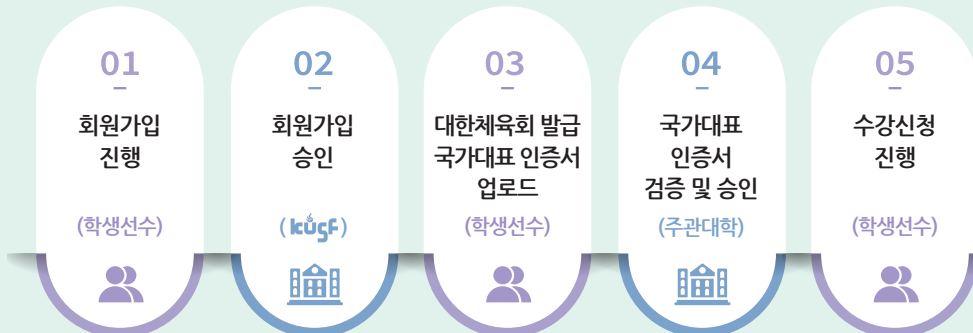 01
회원가입
진행
(학생선수)
02
회원가입
승인
(kusf)
03
대한체육회 발급
국가대표 인증서
업로드
(학생선수)
04
국가대표
인증서
검증 및 승인
(주관대학)
05
수강신청
진행
(학생선수)